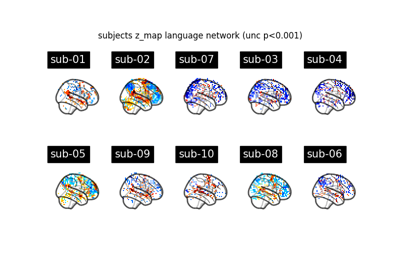 subjects z_map language network (unc p<0.001)
sub-01 sub-02 sub-07 sub-03 sub-04
sub-05 sub-09 sub-10 sub-08 sub-06